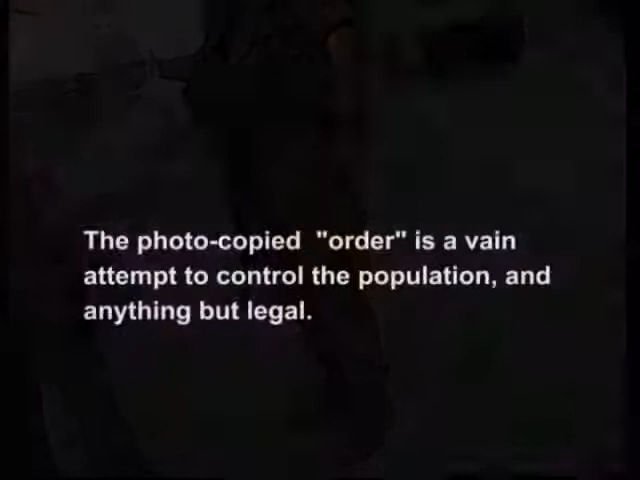 The photo-copied  "order" is a vain
attempt to control the population, and
anything but legal.